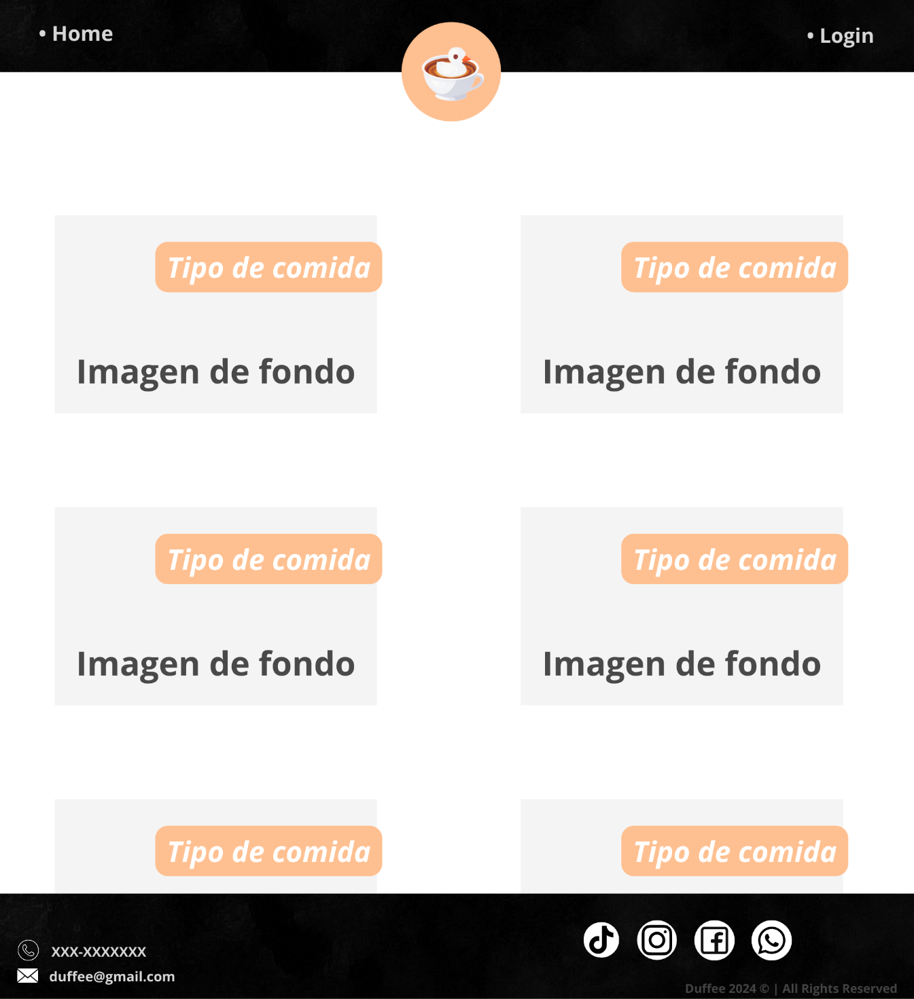 • Home
• Login
Tipo de comida
Tipo de comida
Imagen de fondo
Imagen de fondo
Tipo de comida
Tipo de comida
Imagen de fondo
Imagen de fondo
Tipo de comida
Tipo de comida
XXX-XXXXXXX
duffee@gmail.com
Duffee 2024 © | All Rights Reserved